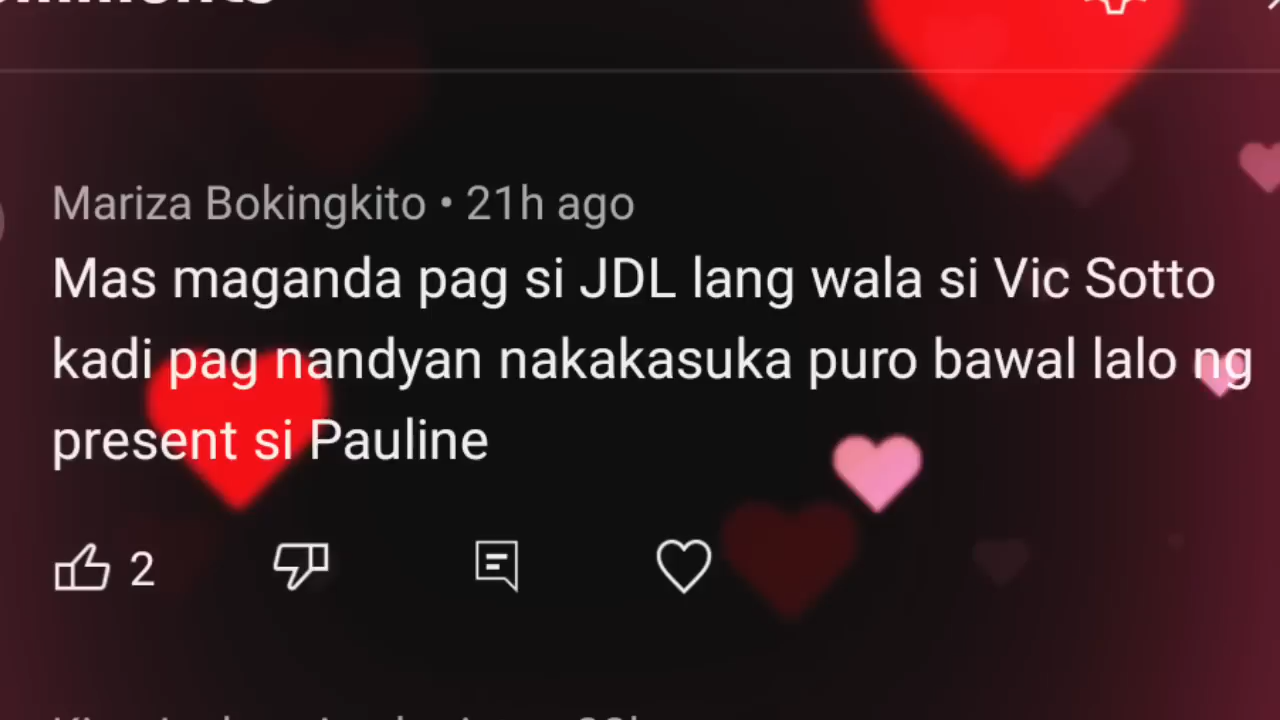 Mariza Bokingkito • 21h ago
Mas maganda pag si JDL lang wala si Vic Sotto
kadi pag nandyan nakakasuka puro bawal lalo ng
present si Pauline
2